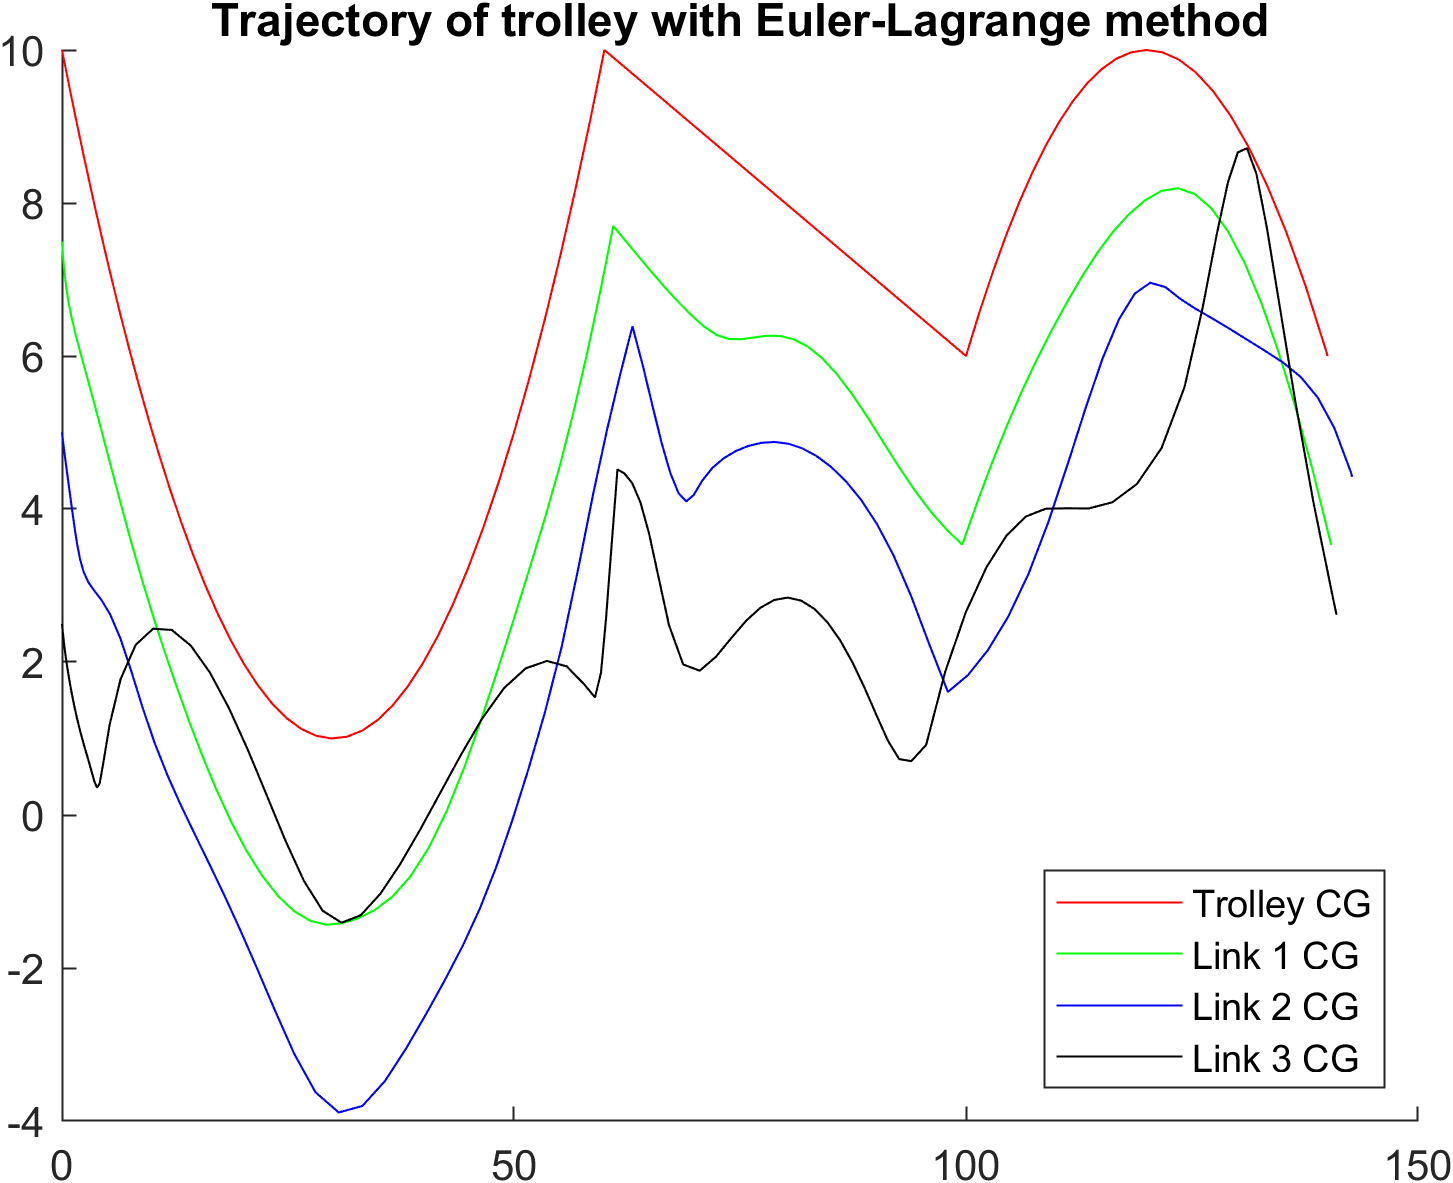 Trajectory of trolley with Euler-Lagrange method
10
8
6
4
2
0
-2
-4
0 50 100 150
Trolley CG
Link 1 CG
Link 2 CG
Link 3 CG